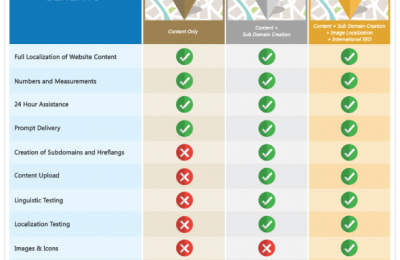 Content Only
Content +
Sub Domain Creation
Content + Sub Domain Creation
+ Image Localization
+ International SEO
Full Localization of Website Content
Numbers and Measurements
24 Hour Assistance
Prompt Delivery
Creation of Subdomains and Hreflangs
Content Upload
Linguistic Testing
Localization Testing
Images & Icons